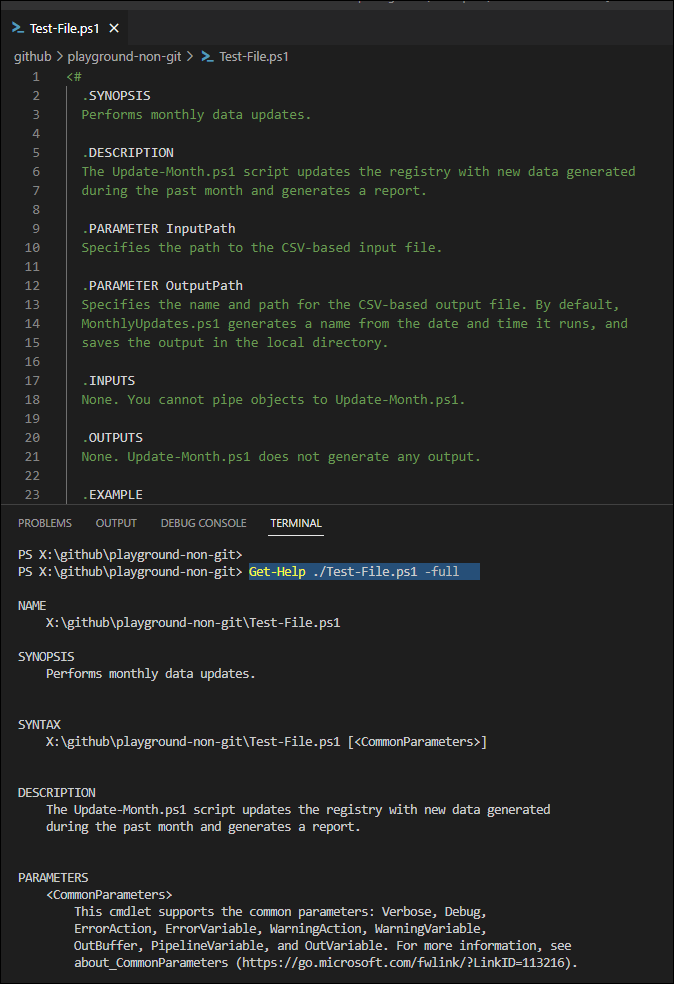 Test-File.ps1 ×
github > playground-non-git > Test-File.ps1
1 <#
2 .SYNOPSIS
3 Performs monthly data updates.
4
5 .DESCRIPTION
6 The Update-Month.ps1 script updates the registry with new data generated
7 during the past month and generates a report.
8
9 .PARAMETER InputPath
10 Specifies the path to the CSV-based input file.
11
12 .PARAMETER OutputPath
13 Specifies the name and path for the CSV-based output file. By default,
14 MonthlyUpdates.ps1 generates a name from the date and time it runs, and
15 saves the output in the local directory.
16
17 .INPUTS
18 None. You cannot pipe objects to Update-Month.ps1.
19
20 .OUTPUTS
21 None. Update-Month.ps1 does not generate any output.
22
23 .EXAMPLE
PROBLEMS OUTPUT DEBUG CONSOLE TERMINAL
PS X:\github\playground-non-git>
PS X:\github\playground-non-git> Get-Help ./Test-File.ps1 -full
NAME
X:\github\playground-non-git\Test-File.ps1
SYNOPSIS
Performs monthly data updates.
SYNTAX
X:\github\playground-non-git\Test-File.ps1 [<CommonParameters>]
DESCRIPTION
The Update-Month.ps1 script updates the registry with new data generated
during the past month and generates a report.
PARAMETERS
<CommonParameters>
This cmdlet supports the common parameters: Verbose, Debug,
ErrorAction, ErrorVariable, WarningAction, WarningVariable,
OutBuffer, PipelineVariable, and OutVariable. For more information, see
about_CommonParameters (https://go.microsoft.com/fwlink/?LinkID=113216).